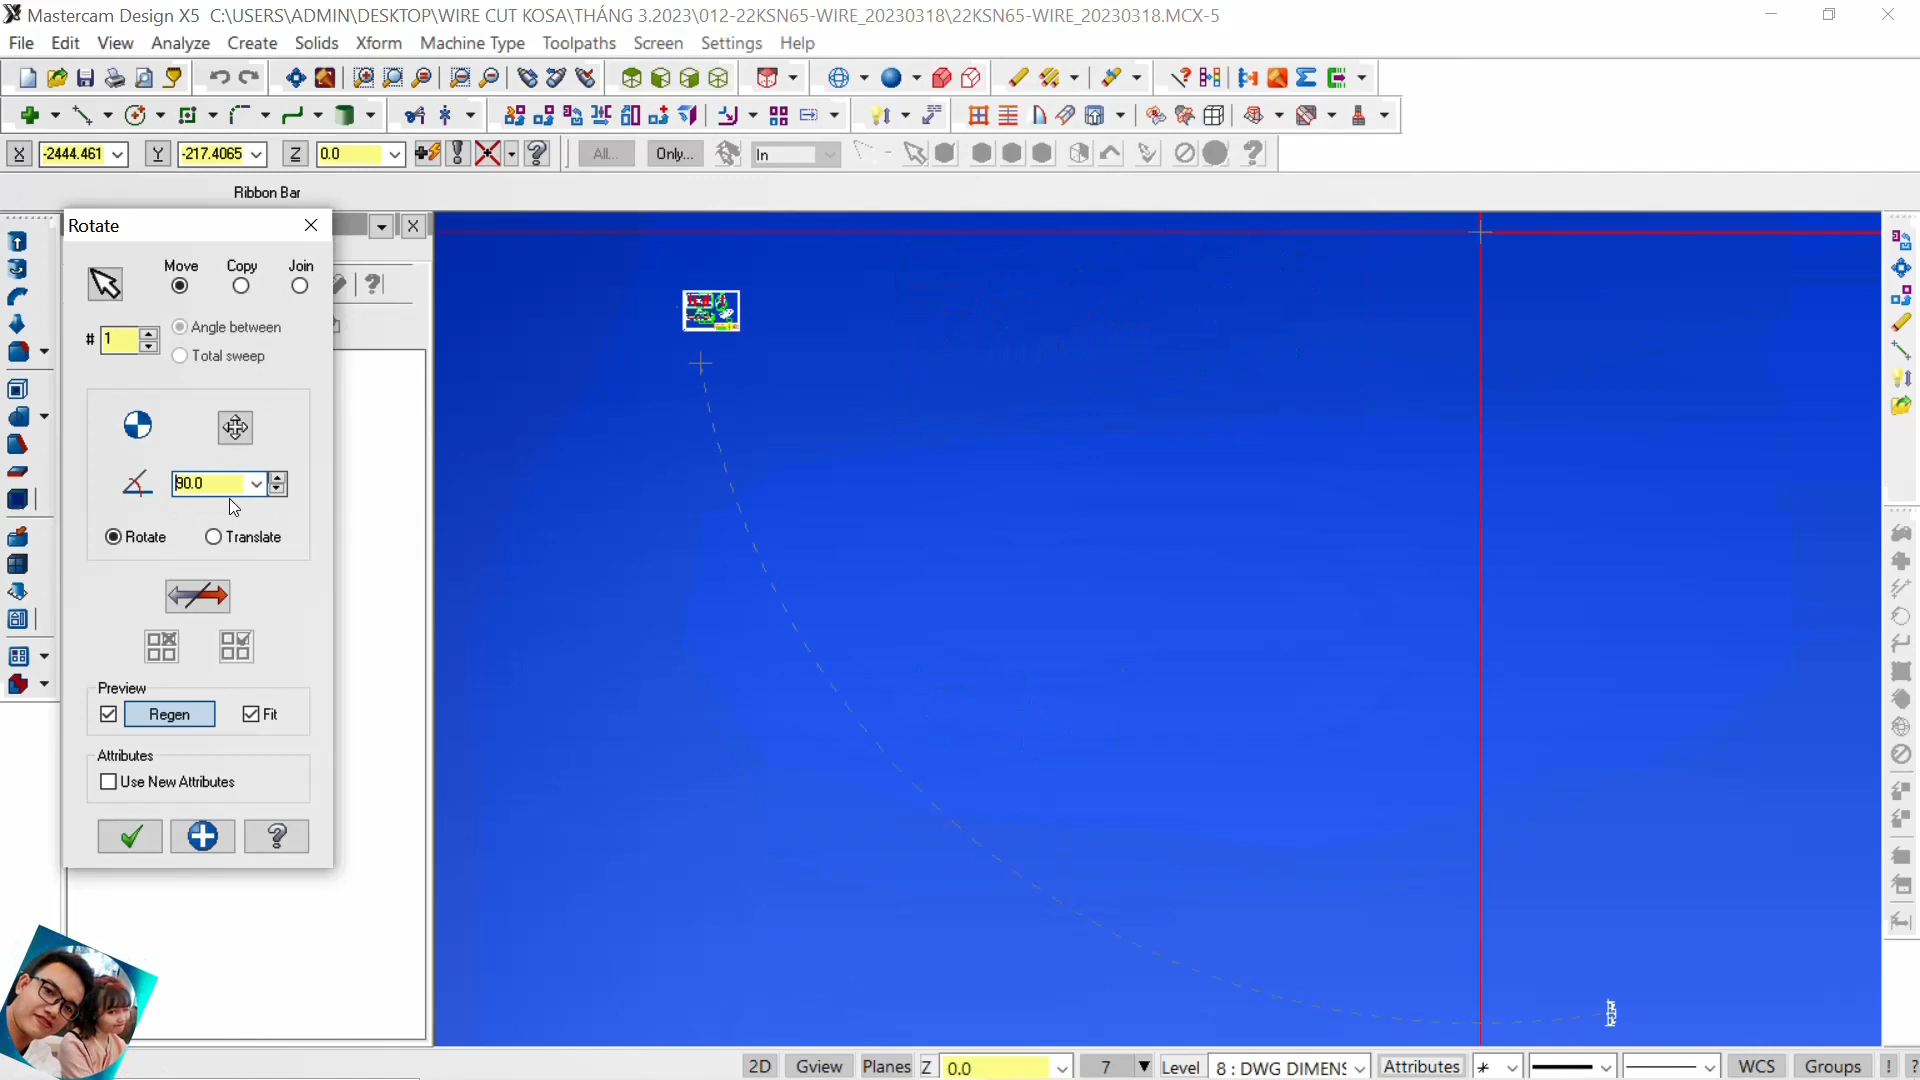 Mastercam Design X5 C:\USERS\ADMIN\DESKTOP\WIRE CUT KOSA\THÁNG 3.2023\012-22KSN65-WIRE_20230318\22KSN65-WIRE_20230318.MCX-5
File Edit View Analyze Create Solids Xform Machine Type Toolpaths Screen Settings Help
X -2444.461 Y -217.4065 Z 0.0 All... Only... In
Ribbon Bar
Rotate
Move Copy Join
# 1 Angle between
Total sweep
90.0
Rotate Translate
Preview
Regen Fit
Attributes
Use New Attributes
2D Gview Planes Z 0.0 7 Level 8 : DWG DIMENS Attributes WCS Groups ! ?